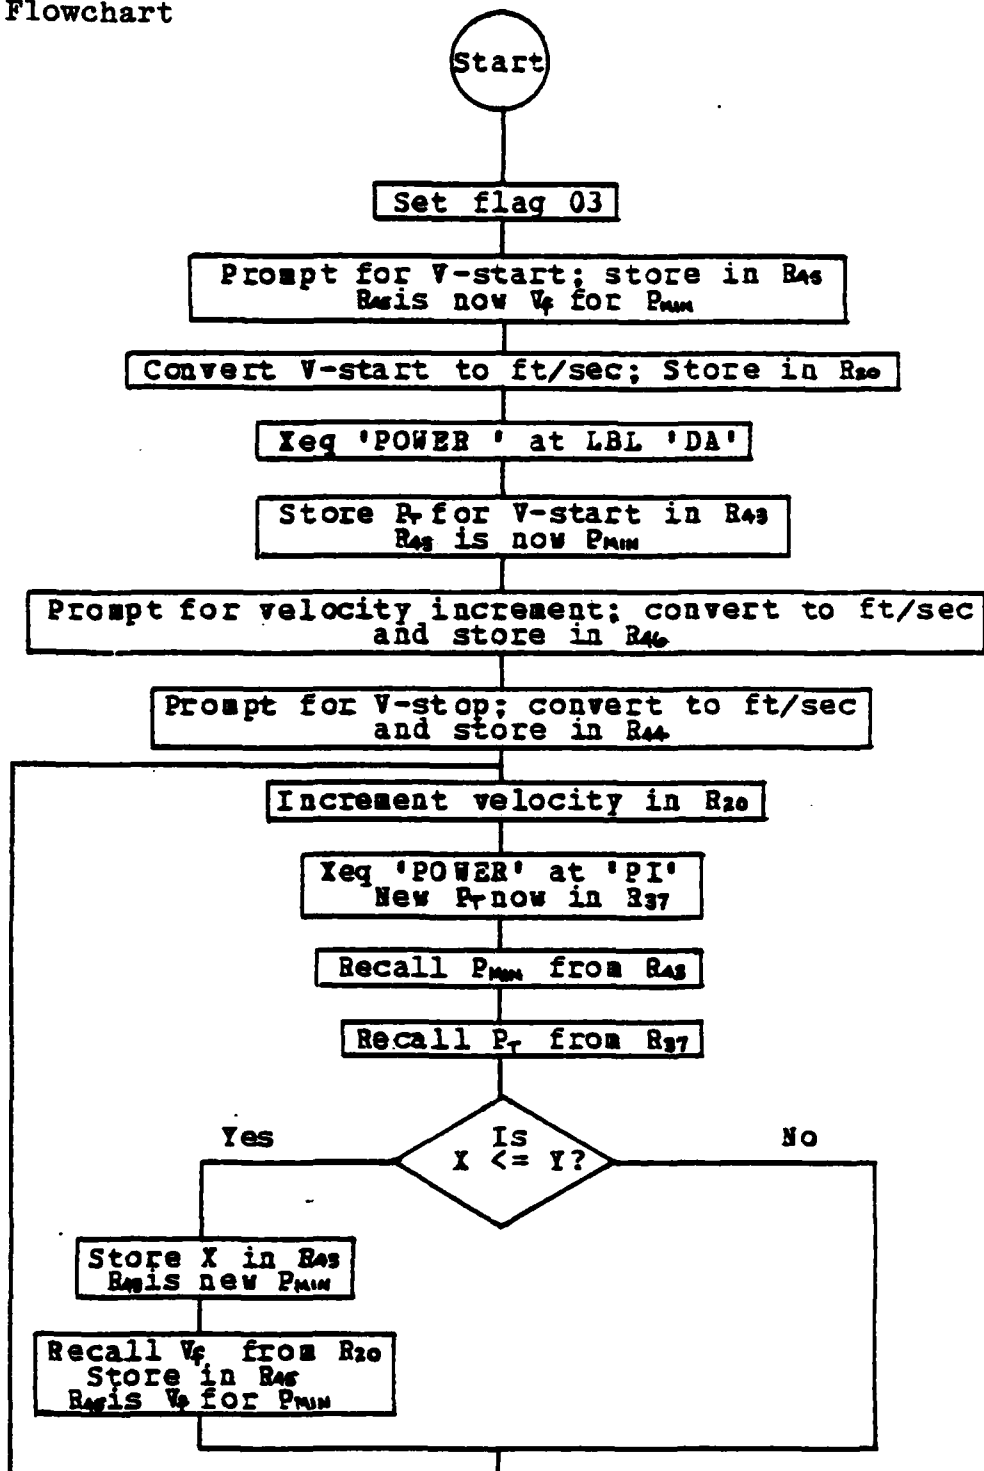 Flowchart
Start
Set flag 03
Prompt for V-start; store in R45
R45 is now Vf for PMIN
Convert V-start to ft/sec; Store in R20
Xeq 'POWER ' at LBL 'DA'
Store PT for V-start in R43
R43 is now PMIN
Prompt for velocity increment; convert to ft/sec
and store in R46
Prompt for V-stop; convert to ft/sec
and store in R44
Increment velocity in R20
Xeq 'POWER' at 'PI'
New PT now in R37
Recall PMIN from R43
Recall PT from R37
Is
X <= Y?
Yes
No
Store X in R43
R43 is new PMIN
Recall Vf from R20
Store in R45
R45 is Vf for PMIN